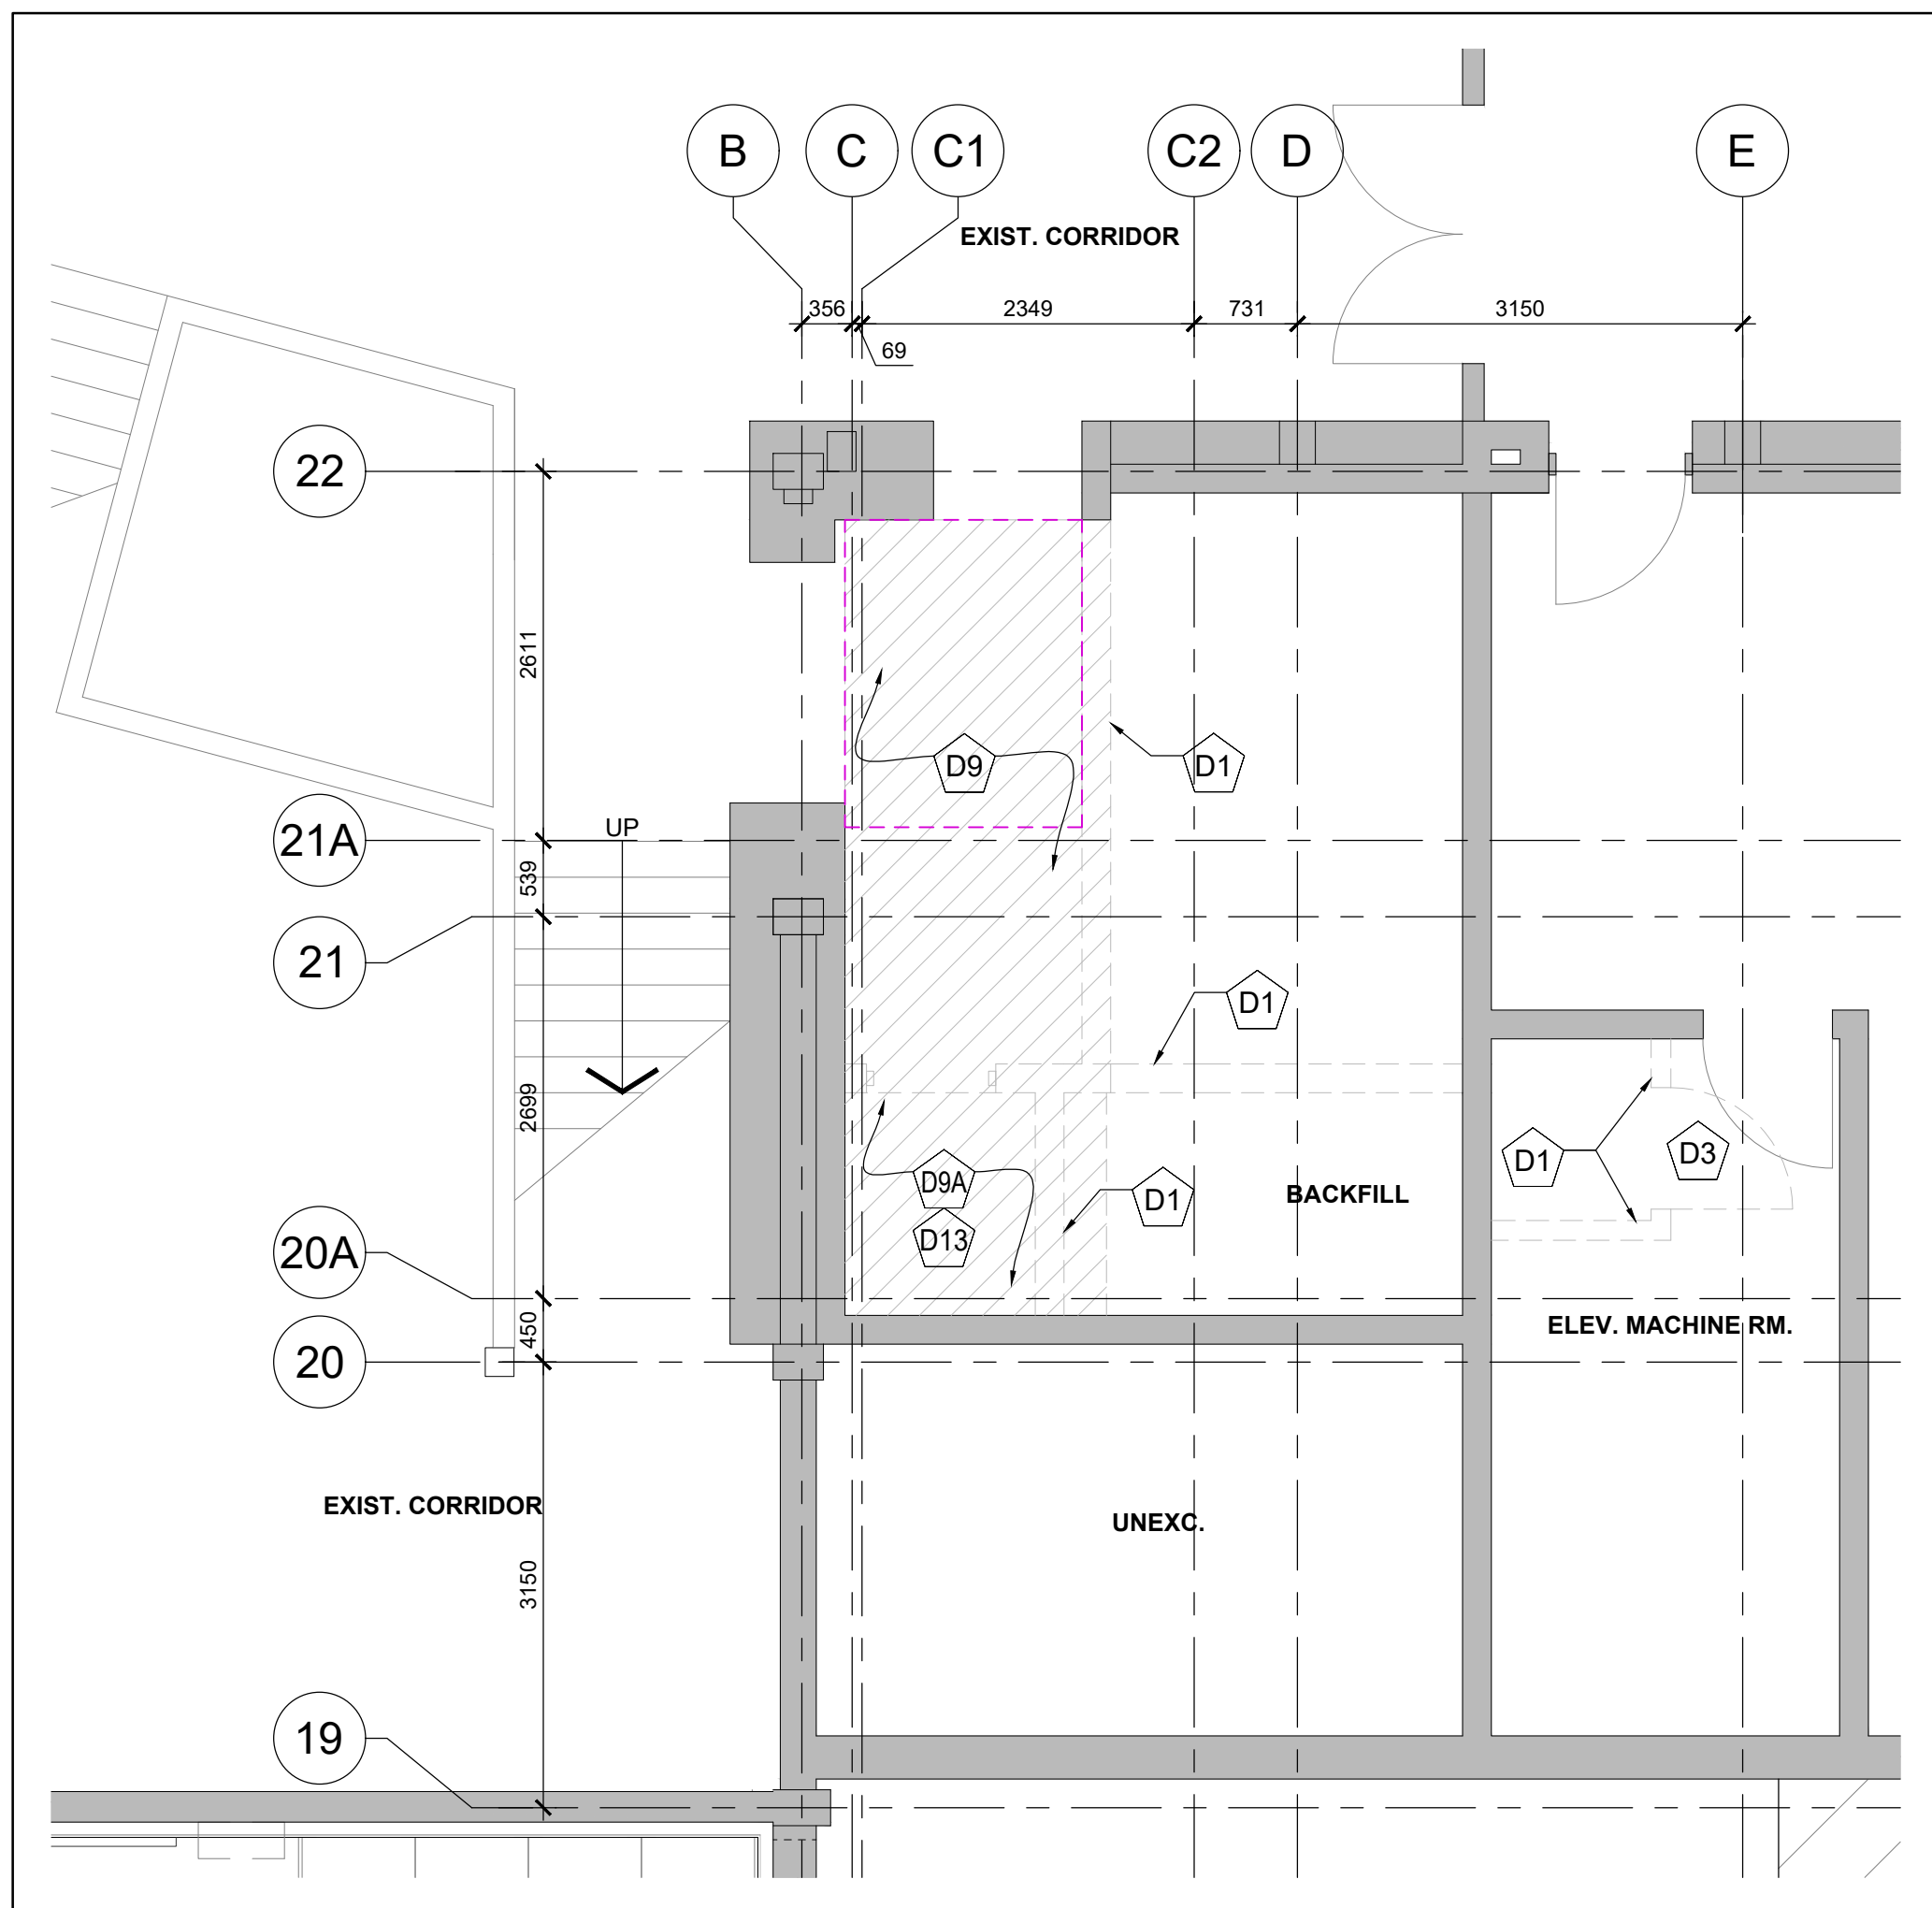 B
C
C1
C2
D
E
EXIST. CORRIDOR
356
2349
731
3150
69
22
2611
D9
D1
21A
UP
539
21
D1
2699
D1
D3
D9A
D1
BACKFILL
D13
20A
450
ELEV. MACHINE RM.
20
EXIST. CORRIDOR
UNEXC.
3150
19